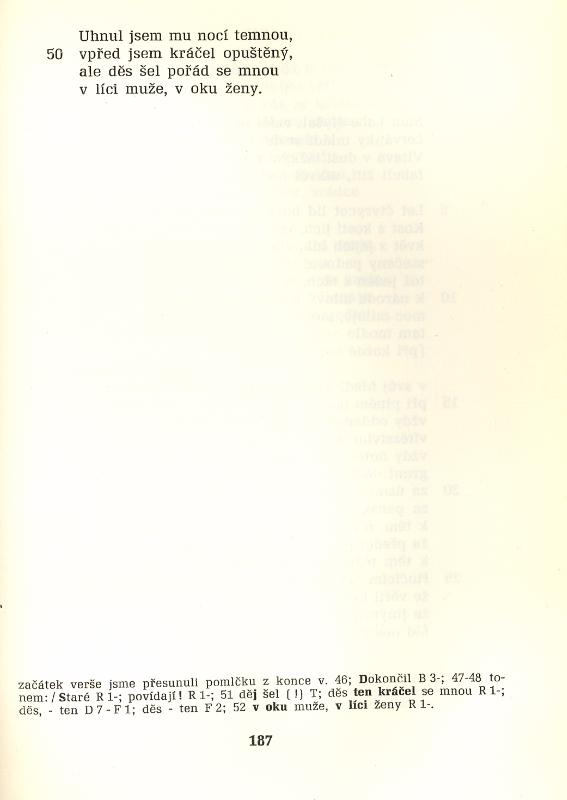 Uhnul jsem mu nocí temnou,
50 vpřed jsem kráčel opuštěný,
ale děs šel pořád se mnou
v líci muže, v oku ženy.
začátek verše jsme přesunuli pomlčku z konce v. 46; Dokončil B 3-; 47-48 to-
nem: / Staré R 1-; povídají! R 1-; 51 děj šel (!) T; děs ten kráčel se mnou R 1-;
děs, - ten D 7 - F 1; děs - ten F 2; 52 v oku muže, v líci ženy R 1-.
187